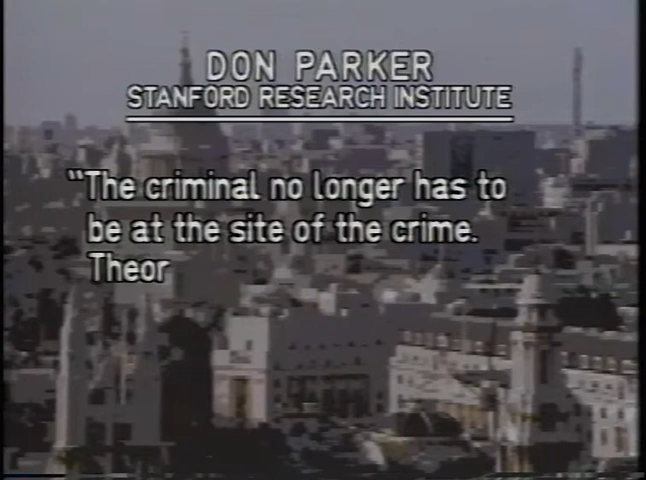 DON PARKER
STANFORD RESEARCH INSTITUTE
“The criminal no longer has to
be at the site of the crime.
Theor